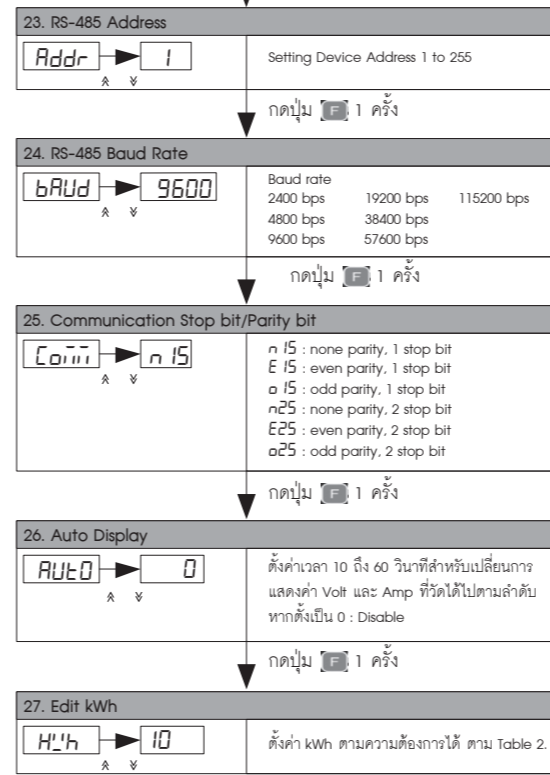 23. RS-485 Address
Addr 1 Setting Device Address 1 to 255
กดปุ่ม F 1 ครั้ง
24. RS-485 Baud Rate
bAUd 9600 Baud rate
2400 bps 19200 bps 115200 bps
4800 bps 38400 bps
9600 bps 57600 bps
กดปุ่ม F 1 ครั้ง
25. Communication Stop bit/Parity bit
Comm n1S n1S : none parity, 1 stop bit
E1S : even parity, 1 stop bit
o1S : odd parity, 1 stop bit
n2S : none parity, 2 stop bit
E2S : even parity, 2 stop bit
o2S : odd parity, 2 stop bit
กดปุ่ม F 1 ครั้ง
26. Auto Display
AUtO 0 ตั้งค่าเวลา 10 ถึง 60 วินาทีสำหรับเปลี่ยนการ
แสดงค่า Volt และ Amp ที่วัดได้ไปตามลำดับ
หากตั้งเป็น 0 : Disable
กดปุ่ม F 1 ครั้ง
27. Edit kWh
10 ตั้งค่า kWh ตามความต้องการได้ ตาม Table 2.